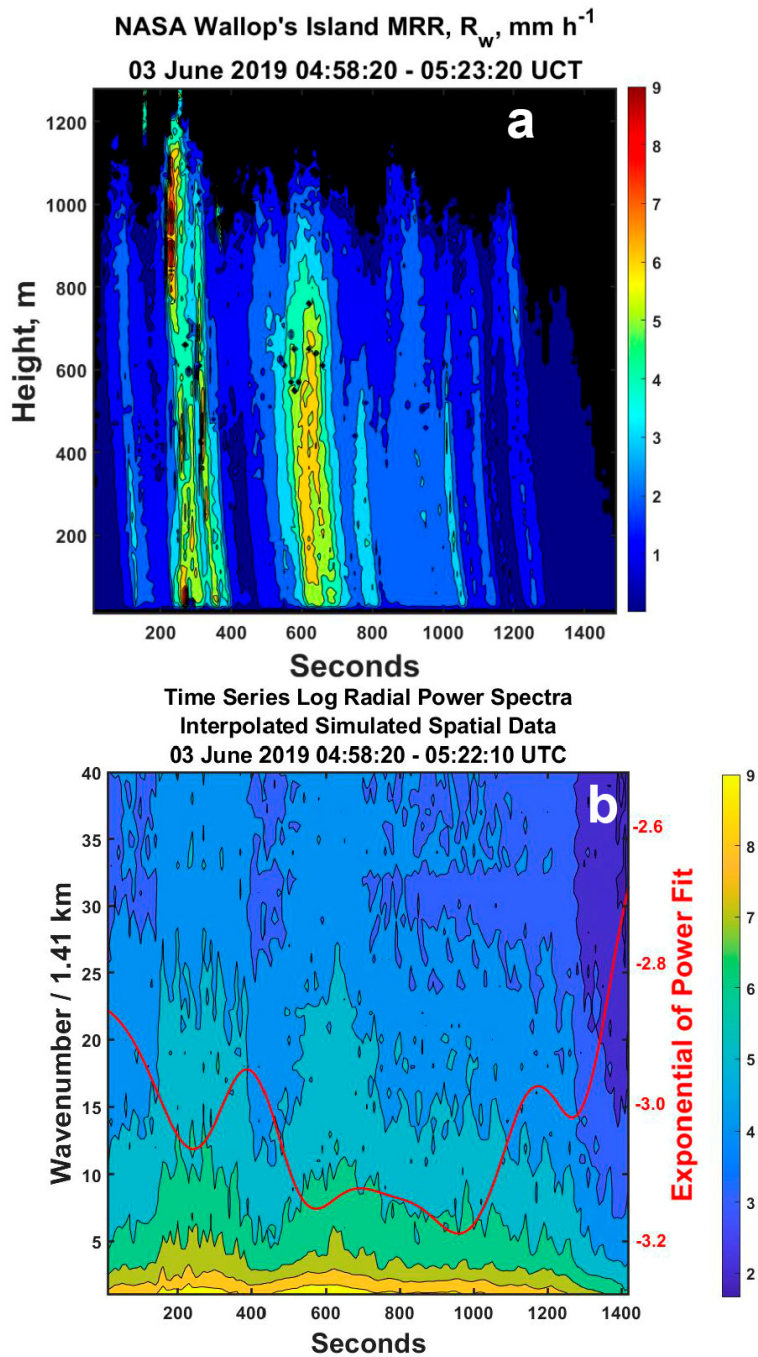 NASA Wallop's Island MRR, R_w, mm h^-1
03 June 2019 04:58:20 - 05:23:20 UCT
a
Height, m
1200
1000
800
600
400
200
200 400 600 800 1000 1200 1400
Seconds
9
8
7
6
5
4
3
2
1
Time Series Log Radial Power Spectra
Interpolated Simulated Spatial Data
03 June 2019 04:58:20 - 05:22:10 UTC
b
Wavenumber / 1.41 km
40
35
30
25
20
15
10
5
200 400 600 800 1000 1200 1400
Seconds
-2.6
-2.8
-3.0
-3.2
Exponential of Power Fit
9
8
7
6
5
4
3
2